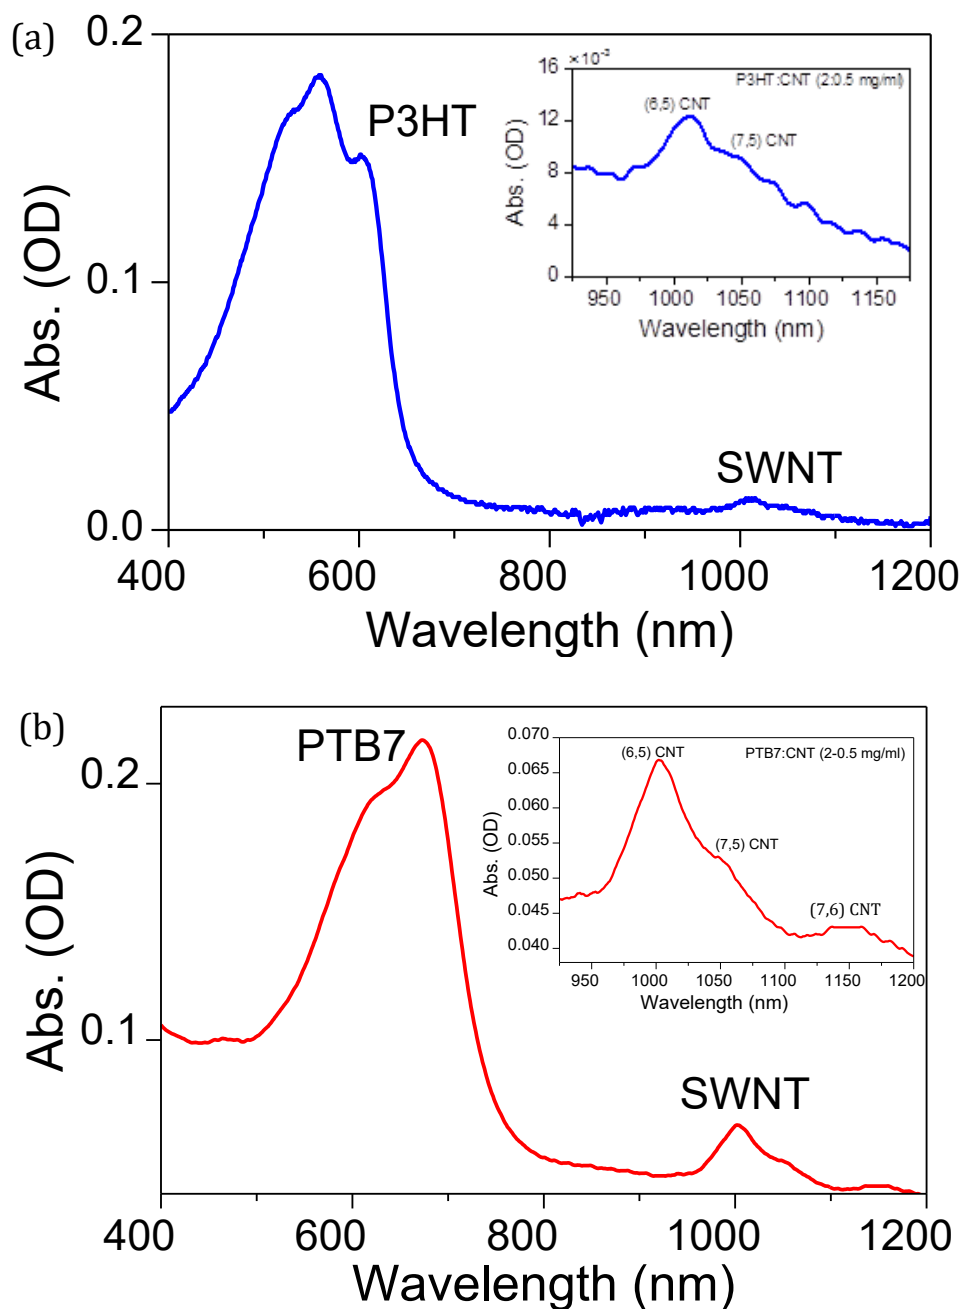 (a)
0.2
0.1
0.0
Abs. (OD)
P3HT
SWNT
400
600
800
1000
1200
Wavelength (nm)
×10⁻³
16
12
8
4
0
Abs. (OD)
P3HT:CNT (2:0.5 mg/ml)
(6,5) CNT
(7,5) CNT
950
1000
1050
1100
1150
Wavelength (nm)
(b)
0.2
0.1
Abs. (OD)
PTB7
SWNT
400
600
800
1000
1200
Wavelength (nm)
0.070
0.065
0.060
0.055
0.050
0.045
0.040
Abs. (OD)
(6,5) CNT
PTB7:CNT (2-0.5 mg/ml)
(7,5) CNT
(7,6) CNT
950
1000
1050
1100
1150
1200
Wavelength (nm)